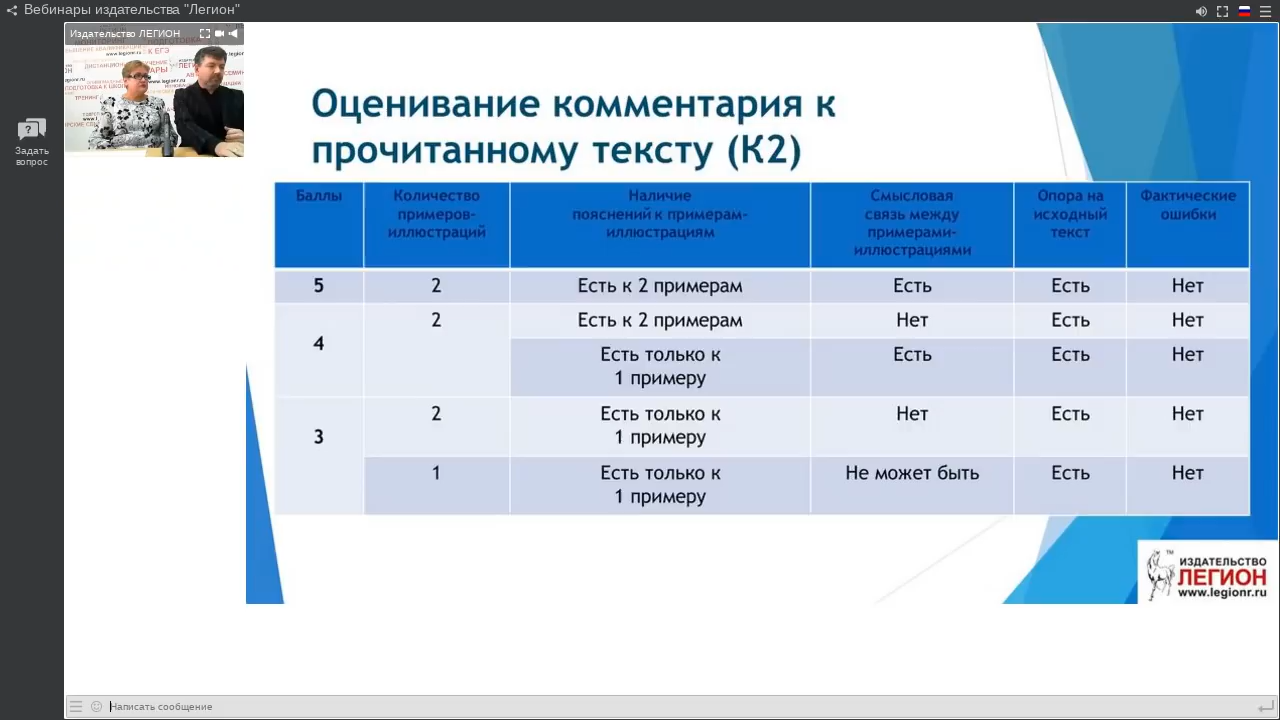 Вебинары издательства "Легион"
Издательство ЛЕГИОН
Задать
вопрос
Оценивание комментария к
прочитанному тексту (К2)
Баллы
Количество
примеров-
иллюстраций
Наличие
пояснений к примерам-
иллюстрациям
Смысловая
связь между
примерами-
иллюстрациями
Опора на
исходный
текст
Фактические
ошибки
5
2
Есть к 2 примерам
Есть
Есть
Нет
4
2
Есть к 2 примерам
Нет
Есть
Нет
Есть только к
1 примеру
Есть
Есть
Нет
3
2
Есть только к
1 примеру
Нет
Есть
Нет
1
Есть только к
1 примеру
Не может быть
Есть
Нет
TM
ИЗДАТЕЛЬСТВО
ЛЕГИОН
www.legionr.ru
Написать сообщение